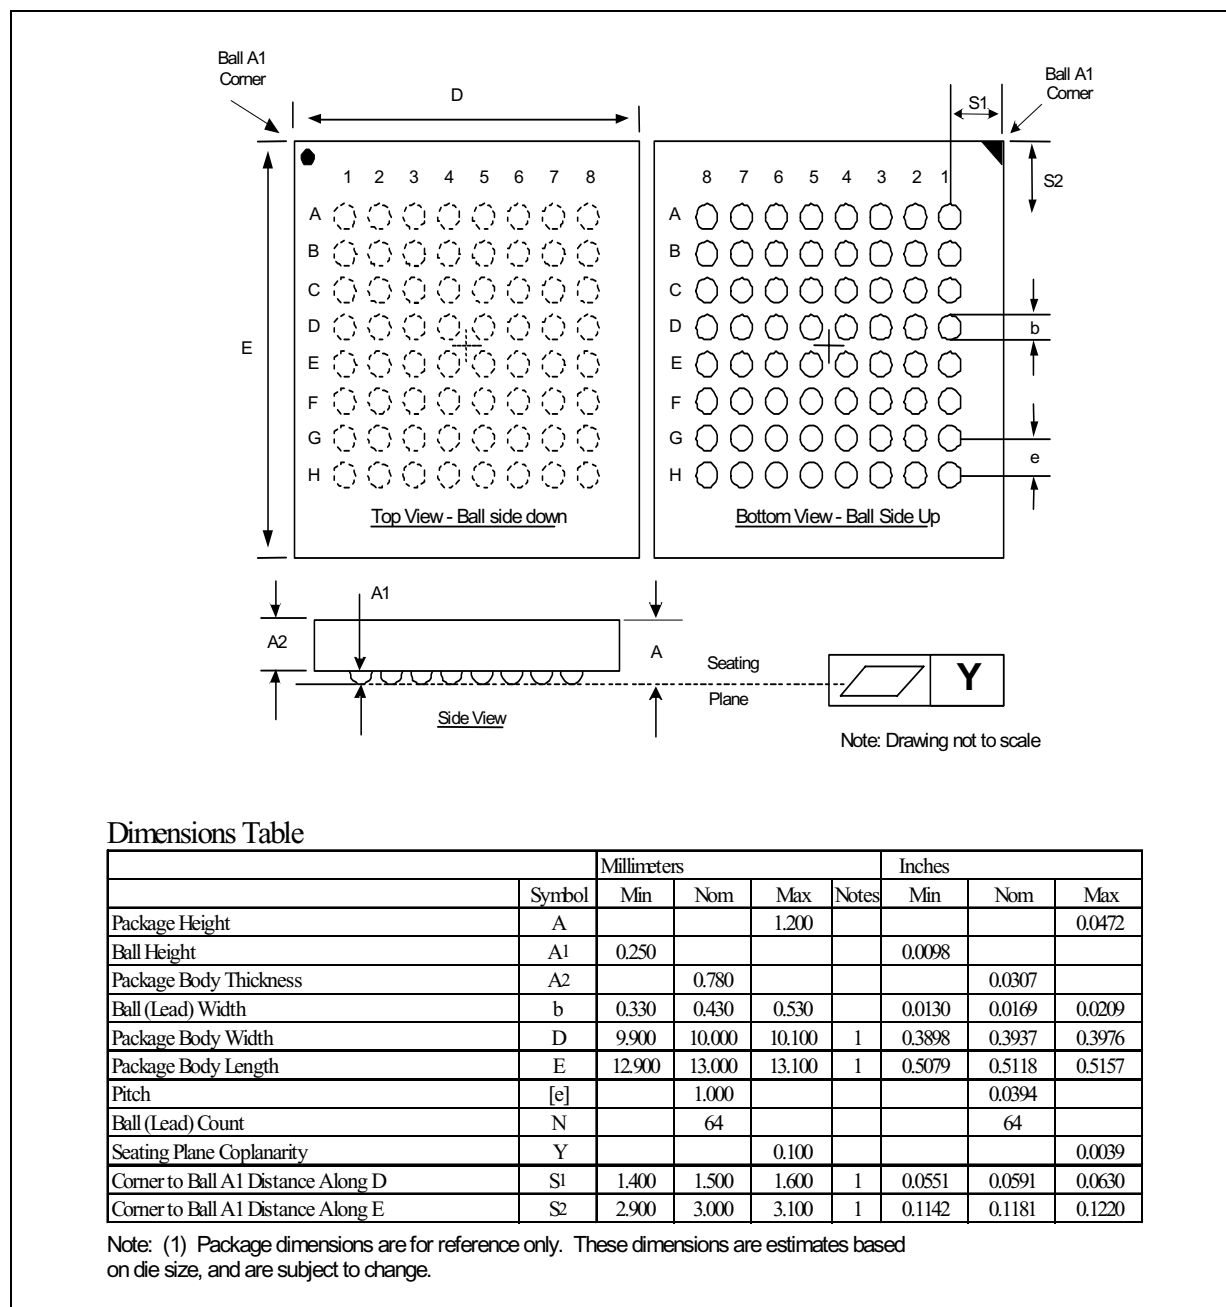 Ball A1
Corner
D
S1
Ball A1
Corner
S2
1 2 3 4 5 6 7 8
8 7 6 5 4 3 2 1
A
B
C
D
E
F
G
H
A
B
C
D
E
F
G
H
E
b
e
Top View - Ball side down
Bottom View - Ball Side Up
A1
A2
A
Seating
Plane
Side View
Y
Note: Drawing not to scale
Dimensions Table
Millimeters Inches
Symbol Min Nom Max Notes Min Nom Max
Package Height A 1.200 0.0472
Ball Height A1 0.250 0.0098
Package Body Thickness A2 0.780 0.0307
Ball (Lead) Width b 0.330 0.430 0.530 0.0130 0.0169 0.0209
Package Body Width D 9.900 10.000 10.100 1 0.3898 0.3937 0.3976
Package Body Length E 12.900 13.000 13.100 1 0.5079 0.5118 0.5157
Pitch [e] 1.000 0.0394
Ball (Lead) Count N 64 64
Seating Plane Coplanarity Y 0.100 0.0039
Corner to Ball A1 Distance Along D S1 1.400 1.500 1.600 1 0.0551 0.0591 0.0630
Corner to Ball A1 Distance Along E S2 2.900 3.000 3.100 1 0.1142 0.1181 0.1220
Note: (1) Package dimensions are for reference only. These dimensions are estimates based
on die size, and are subject to change.